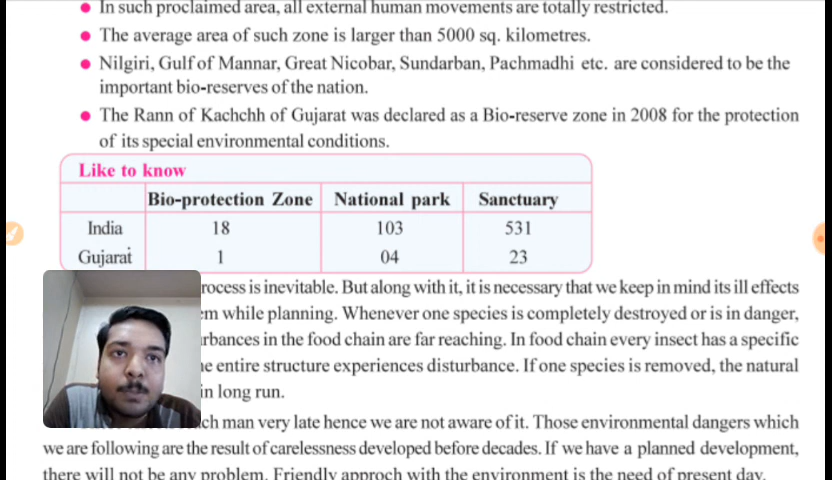 In such proclaimed area, all external human movements are totally restricted.
The average area of such zone is larger than 5000 sq. kilometres.
Nilgiri, Gulf of Mannar, Great Nicobar, Sundarban, Pachmadhi etc. are considered to be the
important bio-reserves of the nation.
The Rann of Kachchh of Gujarat was declared as a Bio-reserve zone in 2008 for the protection
of its special environmental conditions.
Like to know
Bio-protection Zone National park Sanctuary
India 18 103 531
Gujarat 1 04 23
is inevitable. But along with it, it is necessary that we keep in mind its ill effects
while planning. Whenever one species is completely destroyed or is in danger,
in the food chain are far reaching. In food chain every insect has a specific
entire structure experiences disturbance. If one species is removed, the natural
in long run.
man very late hence we are not aware of it. Those environmental dangers which
we are following are the result of carelessness developed before decades. If we have a planned development,
there will not be any problem. Friendly approch with the environment is the need of present day.